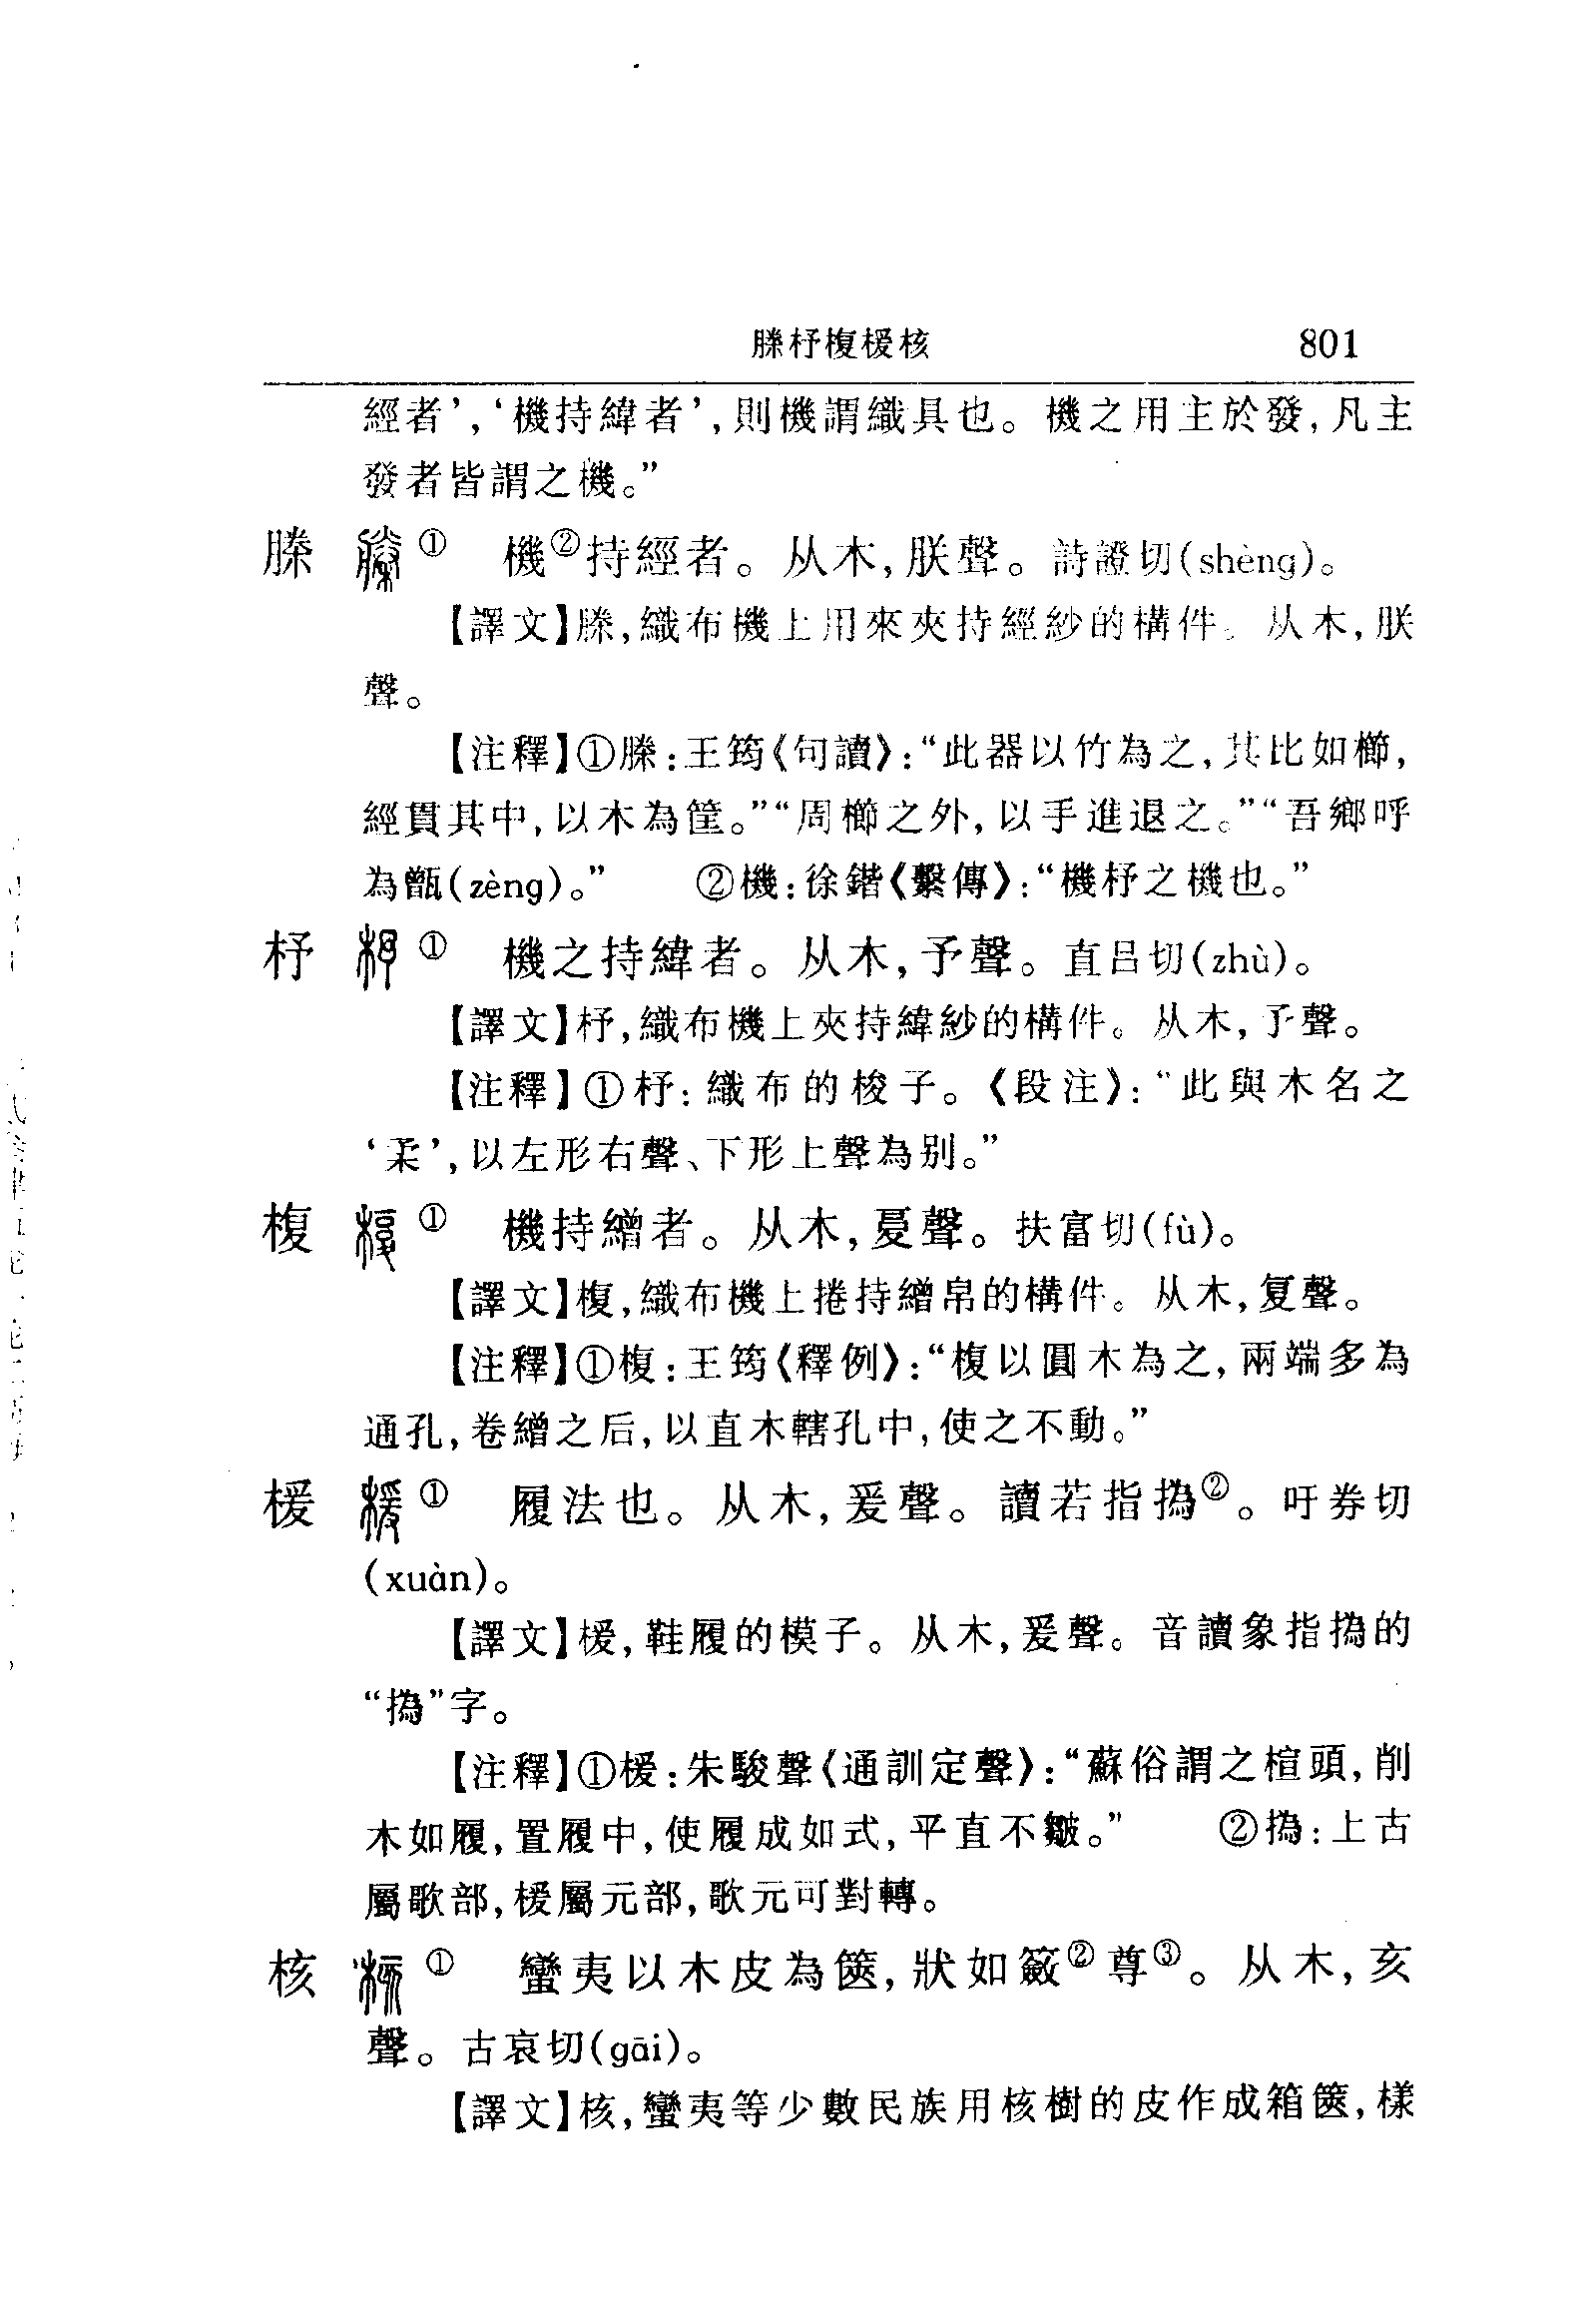 榺杼椱楥核 801
經者’,‘機持緯者’,則機謂織具也。機之用主於發,凡主
發者皆謂之機。”
榺 ① 機②持經者。从木,朕聲。詩證切(shèng)。
【譯文】榺,織布機上用來夾持經紗的構件。从木,朕
聲。
【注釋】①榺:王筠《句讀》:“此器以竹為之,其比如櫛,
經貫其中,以木為筐。”“周櫛之外,以手進退之。”“吾鄉呼
為甑(zèng)。” ②機:徐鍇《繫傳》:“機杼之機也。”
杼 ① 機之持緯者。从木,予聲。直吕切(zhù)。
【譯文】杼,織布機上夾持緯紗的構件。从木,予聲。
【注釋】①杼:織布的梭子。《段注》:“此與木名之
‘柔’,以左形右聲、下形上聲為别。”
椱 ① 機持繒者。从木,夐聲。扶富切(fù)。
【譯文】椱,織布機上捲持繒帛的構件。从木,复聲。
【注釋】①椱:王筠《釋例》:“椱以圓木為之,兩端多為
通孔,卷繒之后,以直木轄孔中,使之不動。”
楥 ① 履法也。从木,爰聲。讀若指撝②。吁券切
(xuàn)。
【譯文】楥,鞋履的模子。从木,爰聲。音讀象指撝的
“撝”字。
【注釋】①楥:朱駿聲《通訓定聲》:“蘇俗謂之楦頭,削
木如履,置履中,使履成如式,平直不皺。” ②撝:上古
屬歌部,楥屬元部,歌元可對轉。
核 ① 蠻夷以木皮為篋,狀如籢②尊③。从木,亥
聲。古哀切(gāi)。
【譯文】核,蠻夷等少數民族用核樹的皮作成箱篋,樣